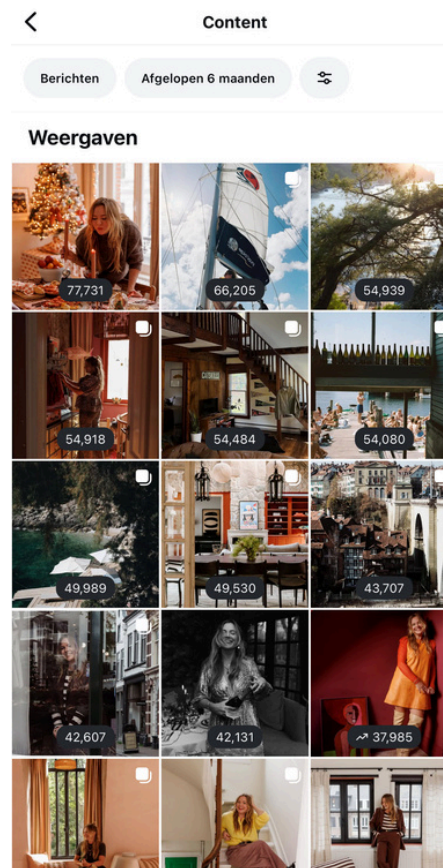 Content
Berichten Afgelopen 6 maanden
Weergaven
77,731 66,205 54,939
54,918 54,484 54,080
49,989 49,530 43,707
42,607 42,131 37,985